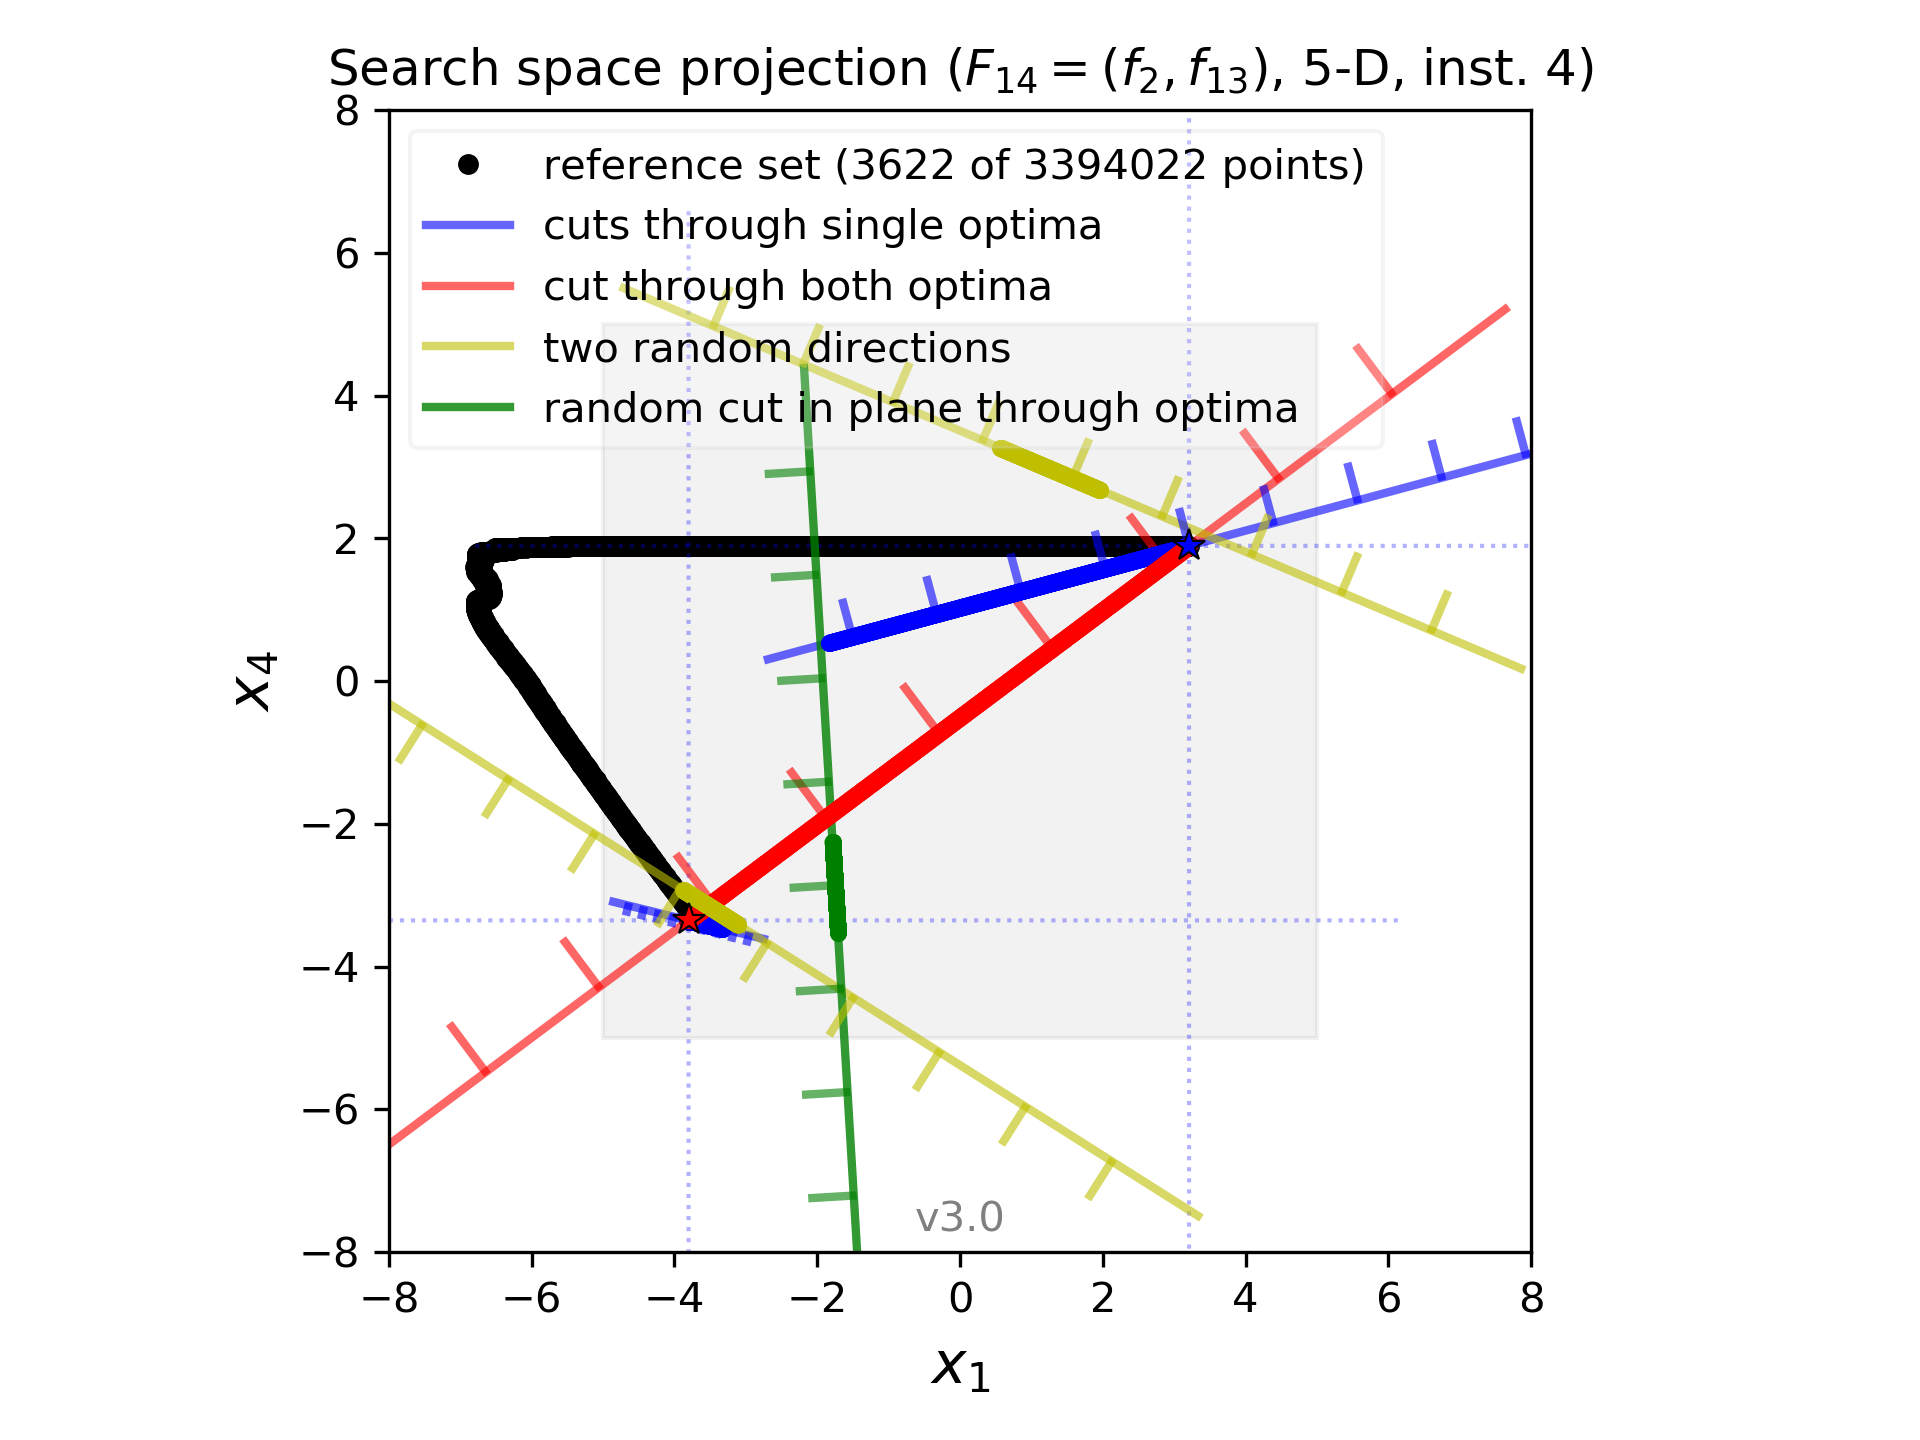 Search space projection (F14 = (f2, f13), 5-D, inst. 4)
reference set (3622 of 3394022 points)
cuts through single optima
cut through both optima
two random directions
random cut in plane through optima
8
6
4
2
0
−2
−4
−6
−8
x4
v3.0
−8 −6 −4 −2 0 2 4 6 8
x1